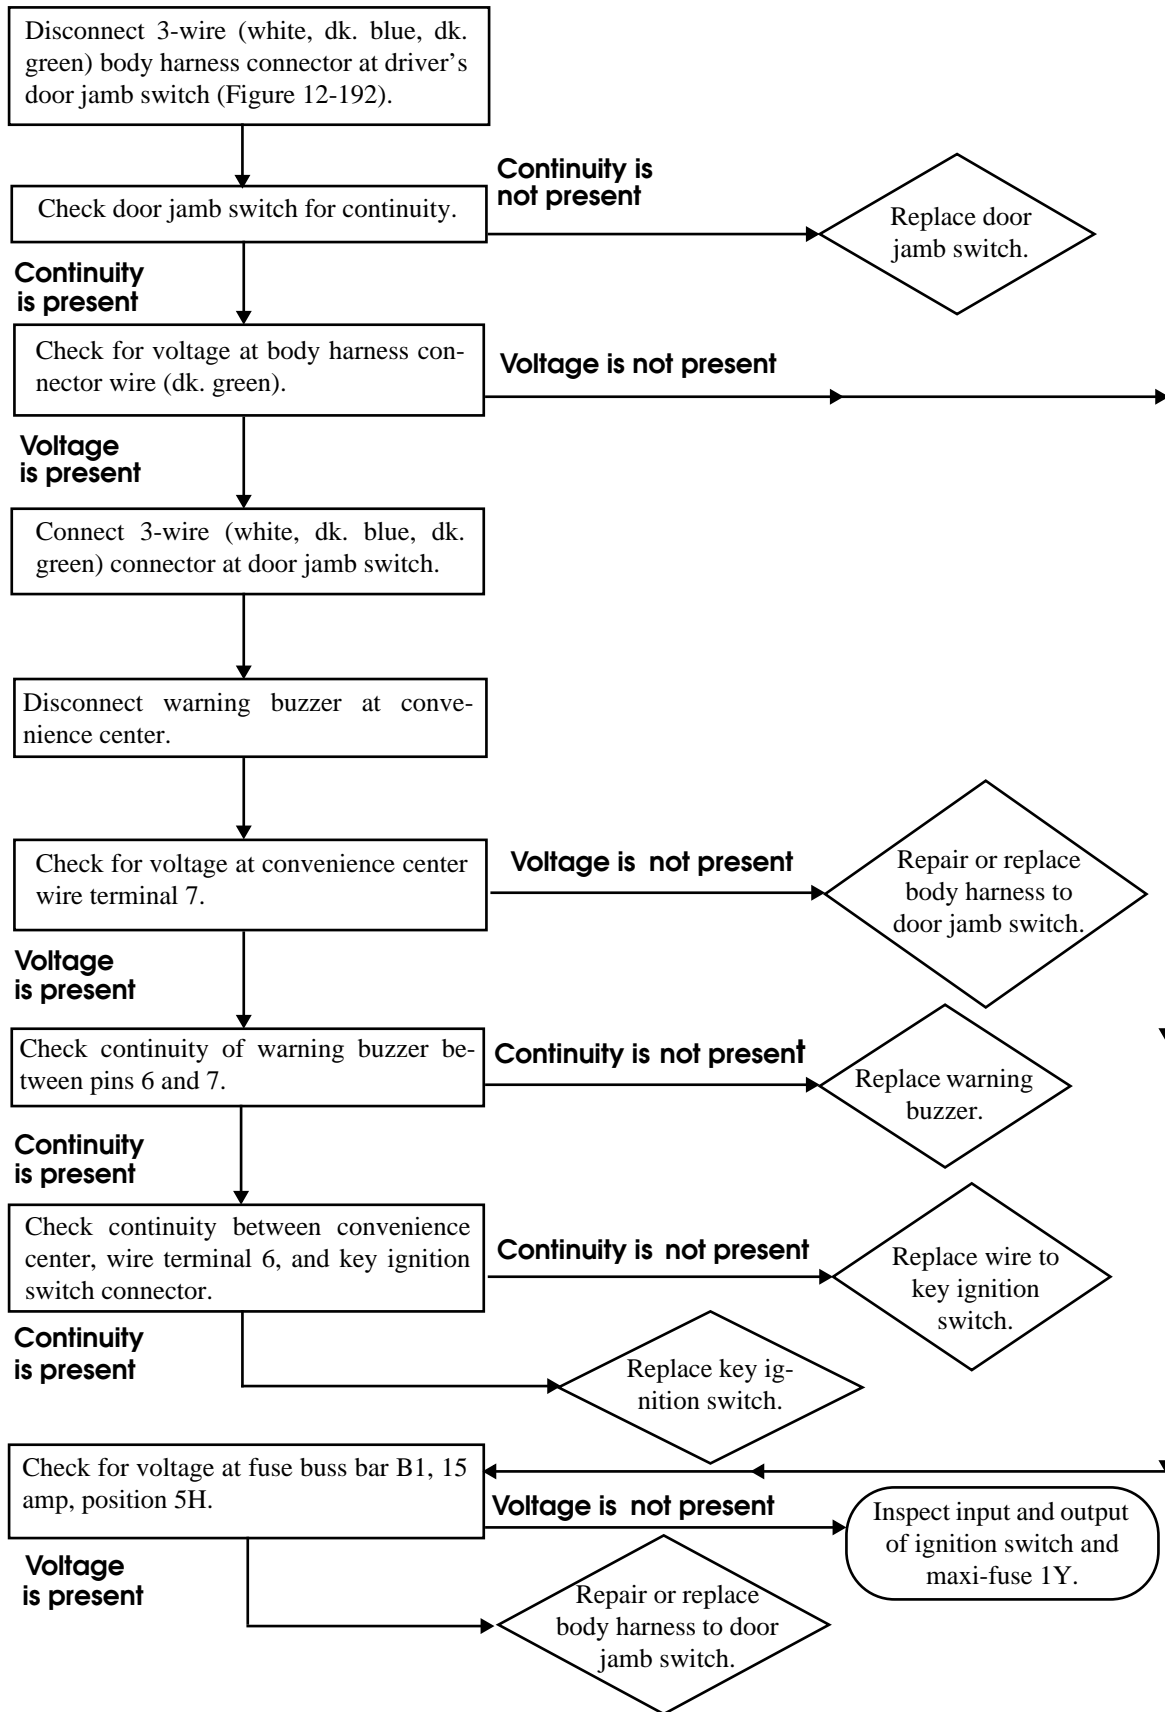 Disconnect 3-wire (white, dk. blue, dk.
green) body harness connector at driver's
door jamb switch (Figure 12-192).
Continuity is
not present
Check door jamb switch for continuity.
Replace door
jamb switch.
Continuity
is present
Check for voltage at body harness con-
nector wire (dk. green).
Voltage is not present
Voltage
is present
Connect 3-wire (white, dk. blue, dk.
green) connector at door jamb switch.
Disconnect warning buzzer at conve-
nience center.
Check for voltage at convenience center
wire terminal 7.
Voltage is not present
Repair or replace
body harness to
door jamb switch.
Voltage
is present
Check continuity of warning buzzer be-
tween pins 6 and 7.
Continuity is not present
Replace warning
buzzer.
Continuity
is present
Check continuity between convenience
center, wire terminal 6, and key ignition
switch connector.
Continuity is not present
Replace wire to
key ignition
switch.
Continuity
is present
Replace key ig-
nition switch.
Check for voltage at fuse buss bar B1, 15
amp, position 5H.
Voltage is not present
Inspect input and output
of ignition switch and
maxi-fuse 1Y.
Voltage
is present
Repair or replace
body harness to door
jamb switch.